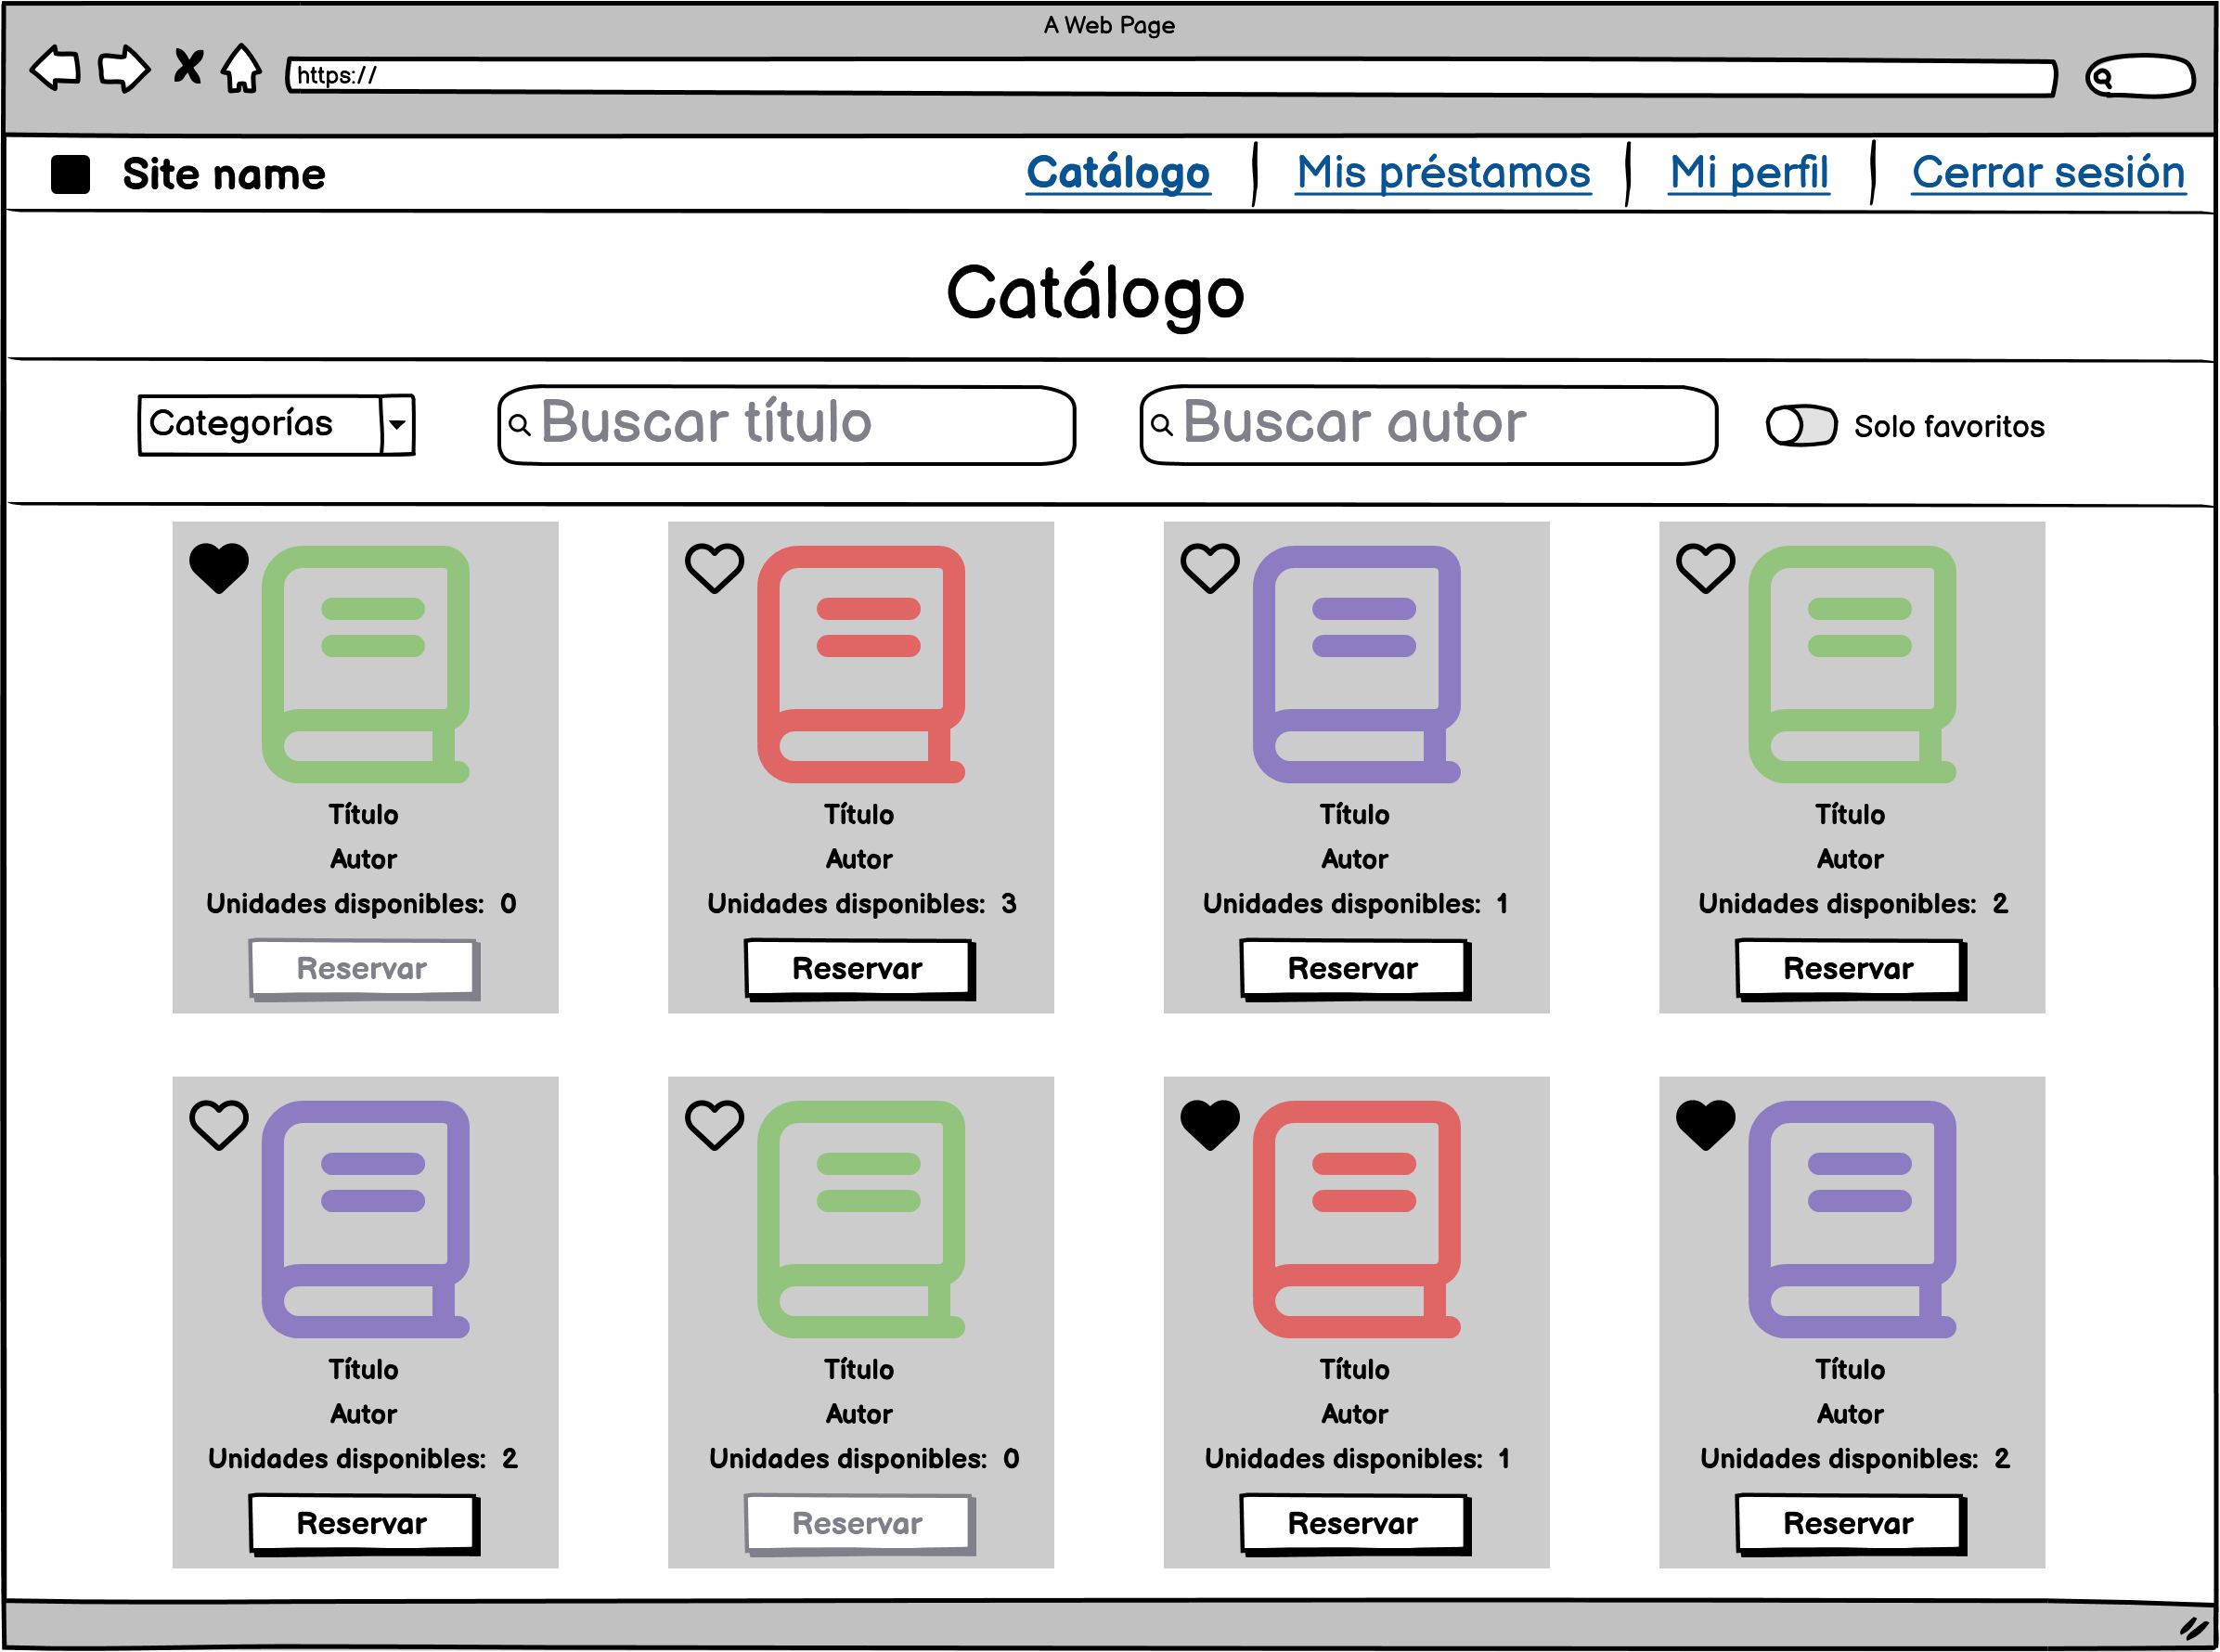 A Web Page
https://
Site name
Catálogo
Mis préstamos
Mi perfil
Cerrar sesión
Catálogo
Categorías
Buscar título
Buscar autor
Solo favoritos
Título
Autor
Unidades disponibles: 0
Reservar
Título
Autor
Unidades disponibles: 3
Reservar
Título
Autor
Unidades disponibles: 1
Reservar
Título
Autor
Unidades disponibles: 2
Reservar
Título
Autor
Unidades disponibles: 2
Reservar
Título
Autor
Unidades disponibles: 0
Reservar
Título
Autor
Unidades disponibles: 1
Reservar
Título
Autor
Unidades disponibles: 2
Reservar